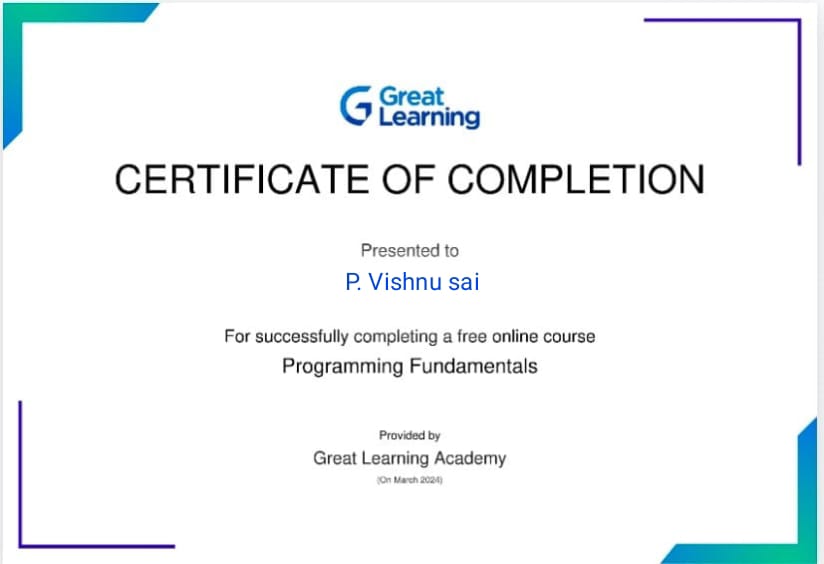 Great
Learning
CERTIFICATE OF COMPLETION
Presented to
P. Vishnu sai
For successfully completing a free online course
Programming Fundamentals
Provided by
Great Learning Academy
(On March 2024)